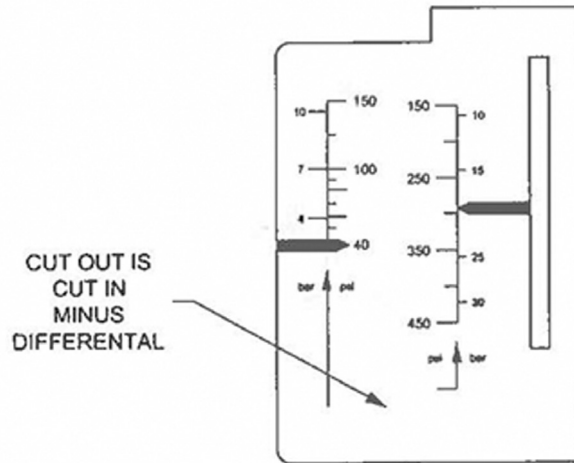 10
150
7
100
4
40
bar psi
150
10
15
250
350
25
30
450
psi bar
CUT OUT IS
CUT IN
MINUS
DIFFERENTAL